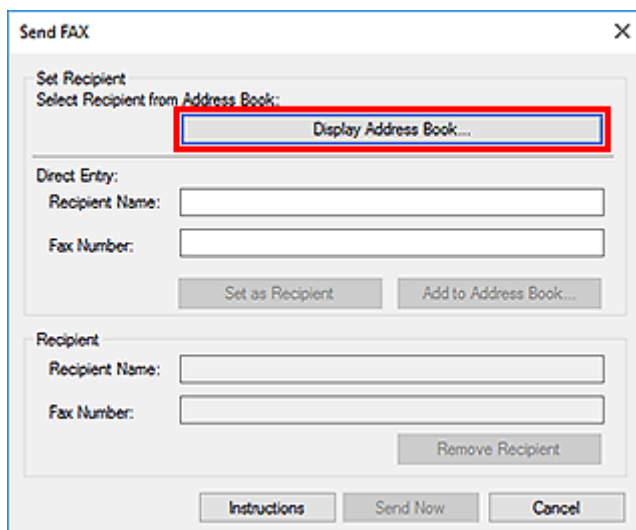 Send FAX
Set Recipient
Select Recipient from Address Book:
Display Address Book...
Direct Entry:
Recipient Name:
Fax Number:
Set as Recipient Add to Address Book...
Recipient
Recipient Name:
Fax Number:
Remove Recipient
Instructions Send Now Cancel